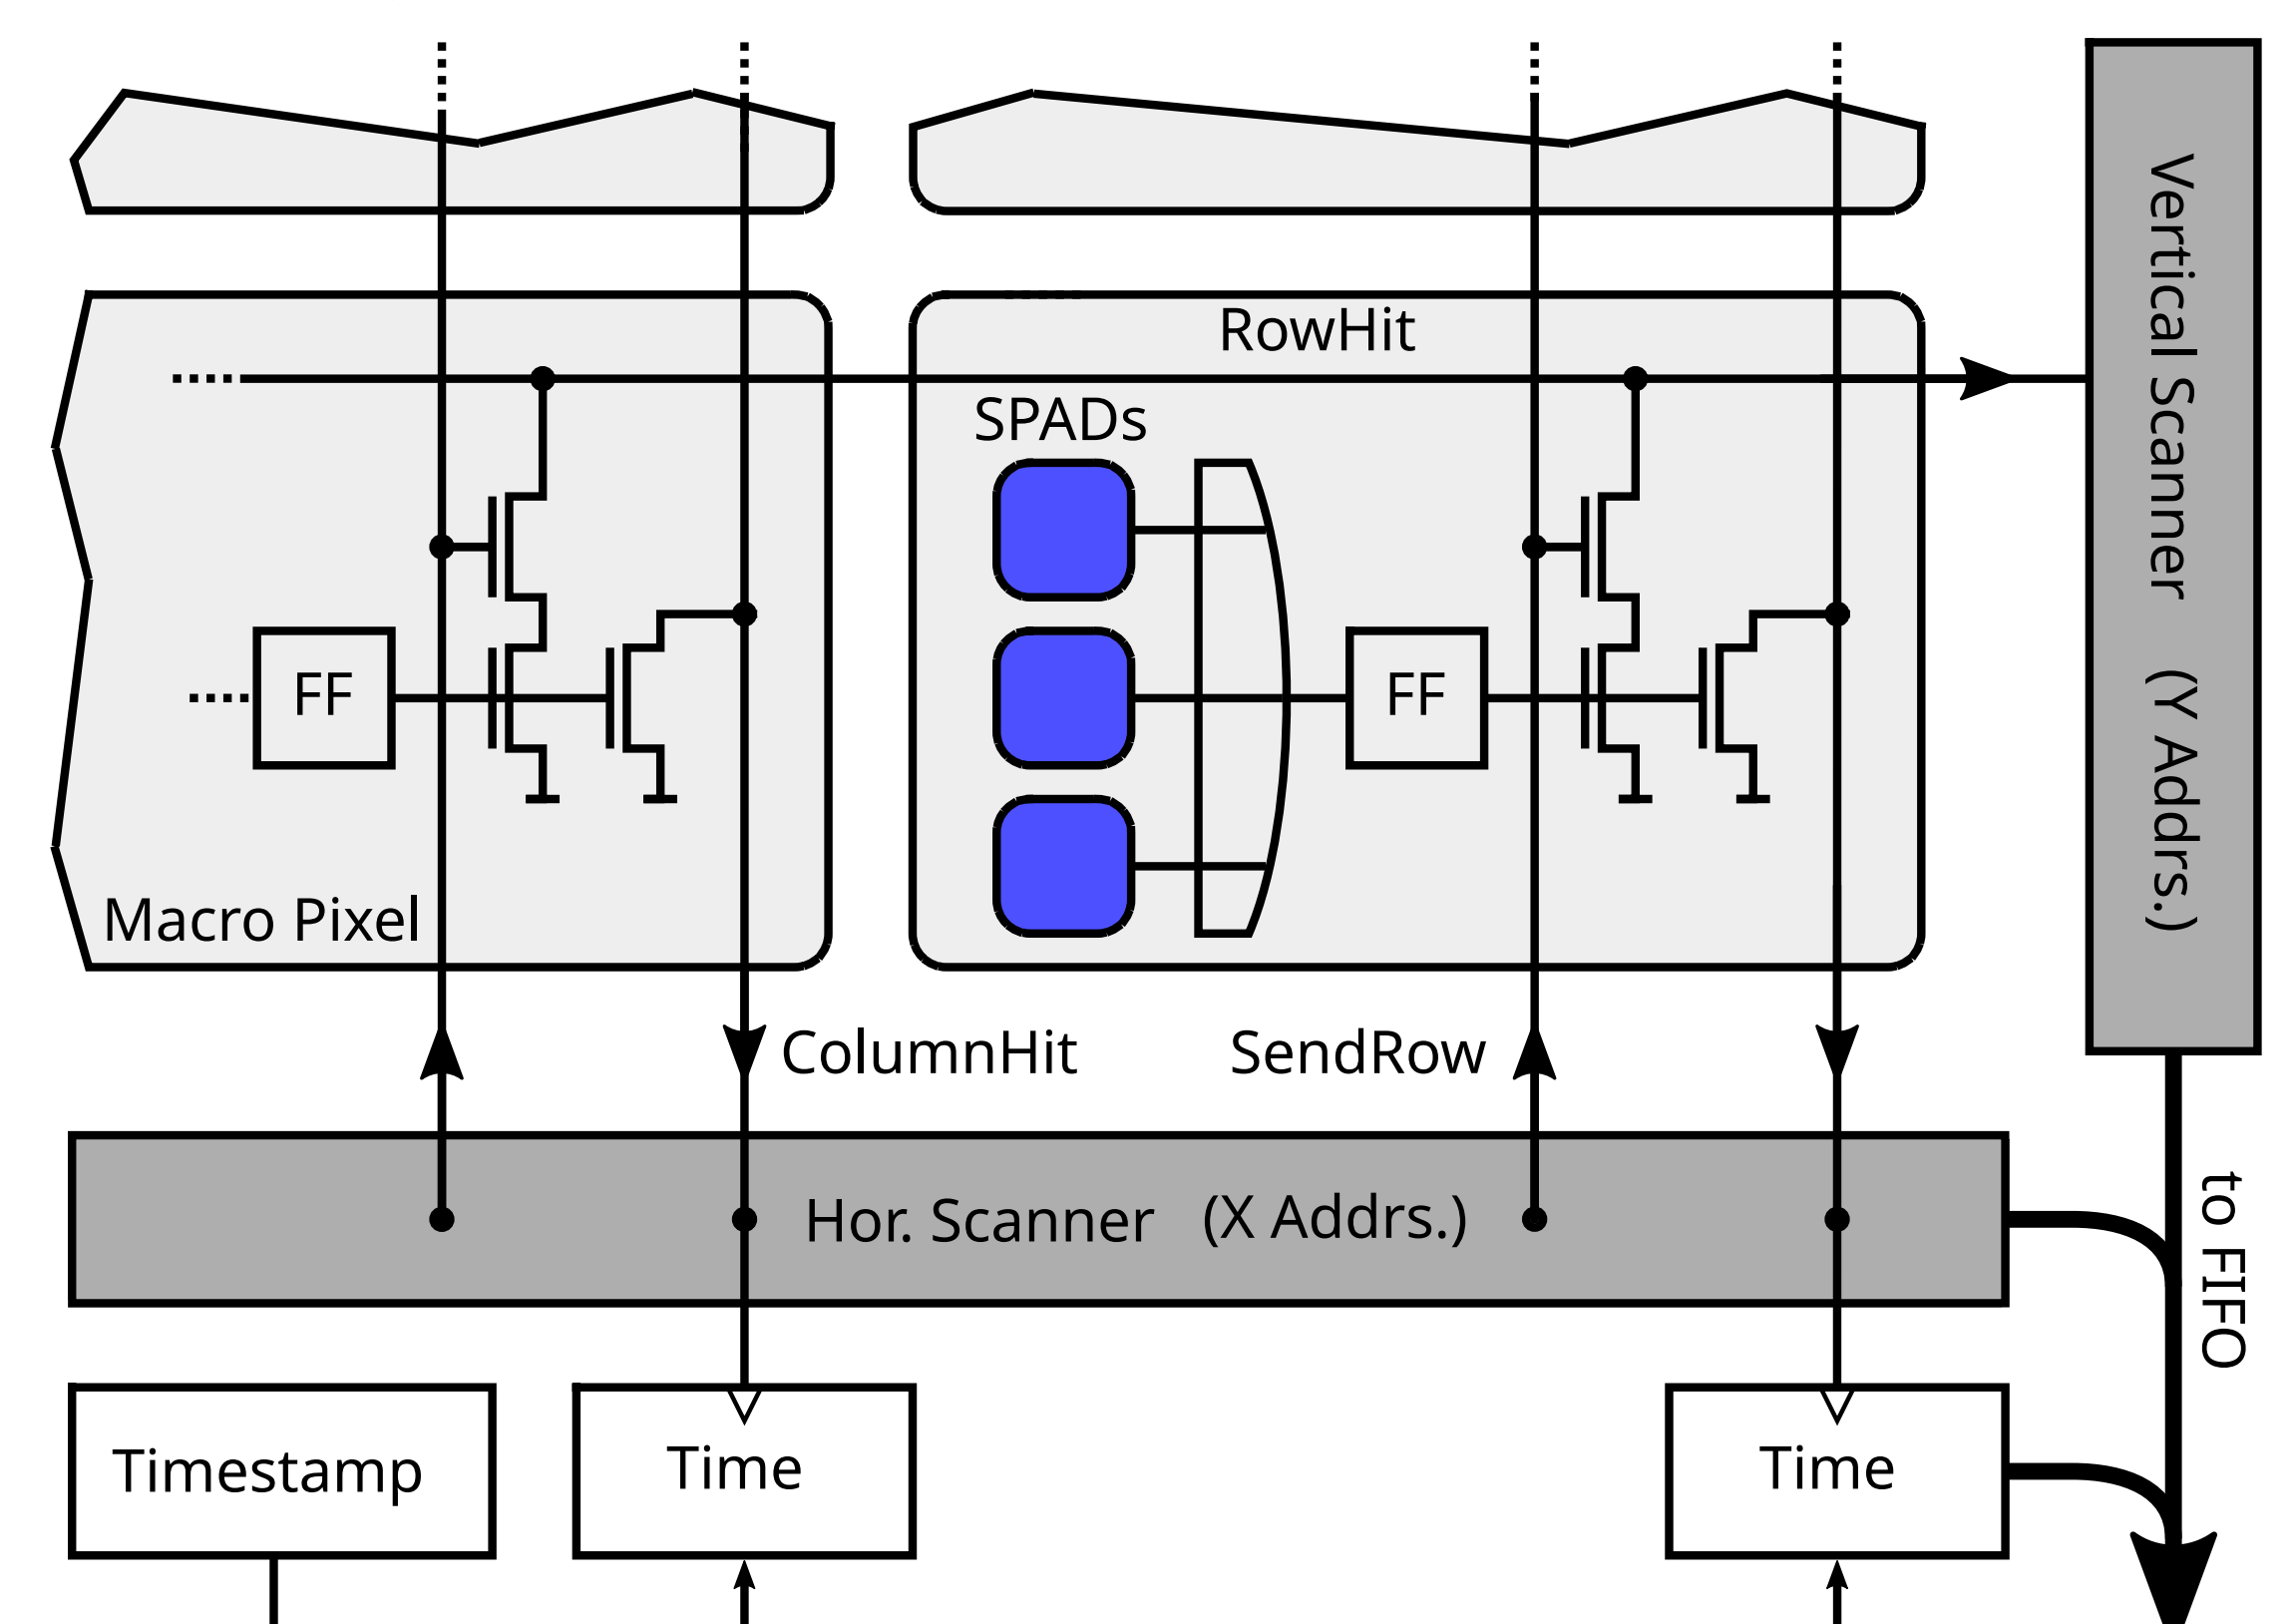 RowHit
SPADs
FF
FF
Macro Pixel
Vertical Scanner (Y Addrs.)
ColumnHit
SendRow
Hor. Scanner (X Addrs.)
to FIFO
Timestamp
Time
Time